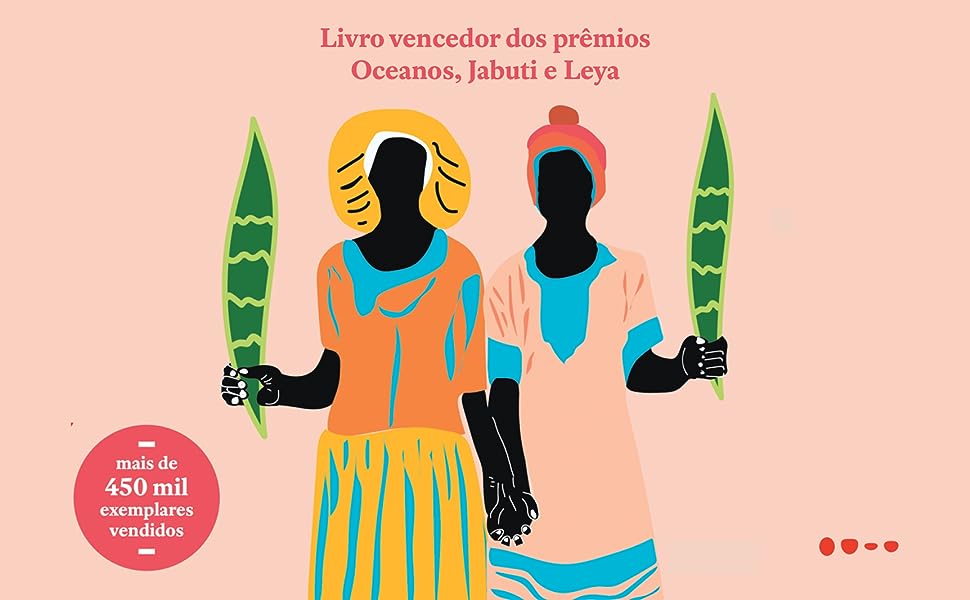 Livro vencedor dos prêmios
Oceanos, Jabuti e Leya
mais de
450 mil
exemplares
vendidos